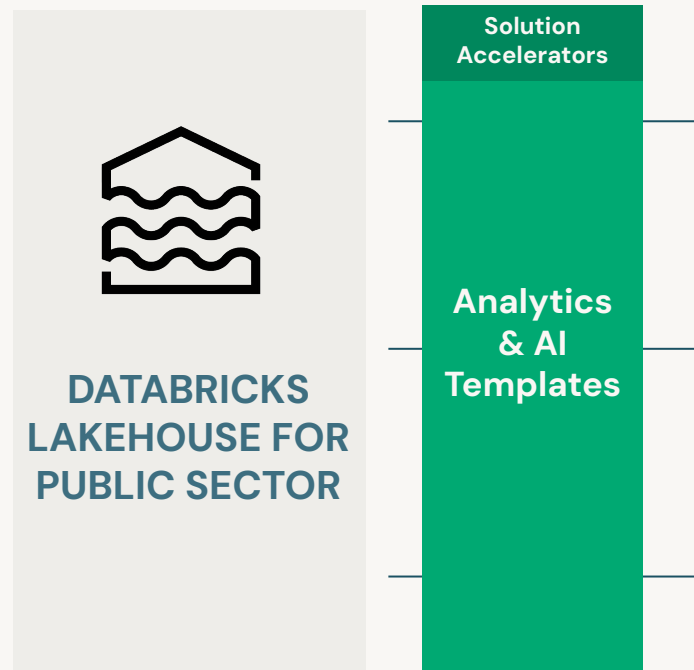 DATABRICKS
LAKEHOUSE FOR
PUBLIC SECTOR
Solution
Accelerators
Analytics
& AI
Templates